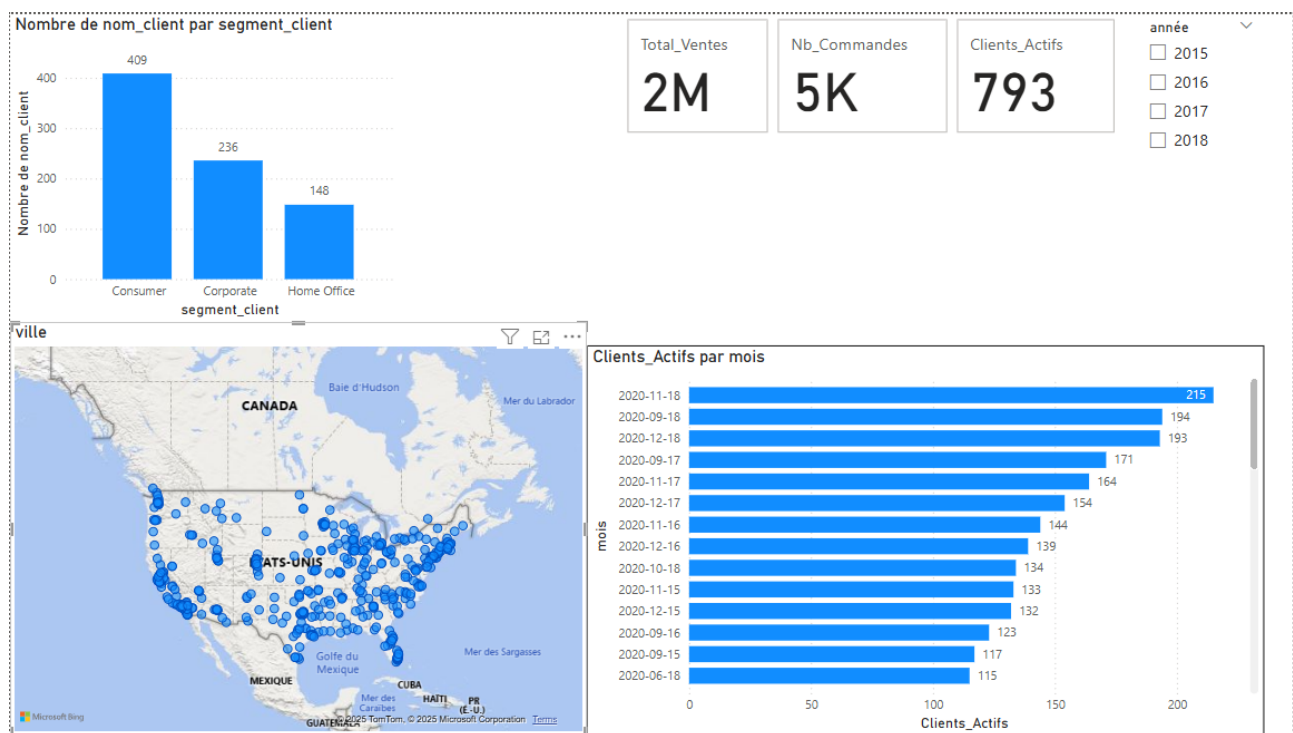 Nombre de nom_client par segment_client
Nombre de nom_client
400
300
200
100
0
409
236
148
Consumer Corporate Home Office
segment_client
Total_Ventes
2M
Nb_Commandes
5K
Clients_Actifs
793
année
2015
2016
2017
2018
ville
Baie d'Hudson
CANADA
Mer du Labrador
Golfe du
Mexique
Mer des Sargasses
MEXIQUE
CUBA
HAÏTI
PR
(É.-U.)
Mer des
Caraïbes
Microsoft Bing
© 2025 TomTom, © 2025 Microsoft Corporation Terms
Clients_Actifs par mois
mois
2020-11-18 215
2020-09-18 194
2020-12-18 193
2020-09-17 171
2020-11-17 164
2020-12-17 154
2020-11-16 144
2020-12-16 139
2020-10-18 134
2020-11-15 133
2020-12-15 132
2020-09-16 123
2020-09-15 117
2020-06-18 115
0 50 100 150 200
Clients_Actifs